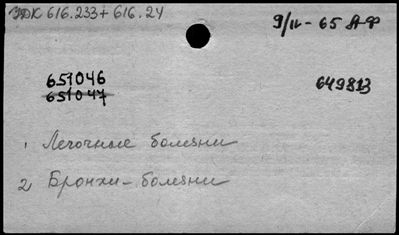 УДК 616.233+616.24
9/IV-65 А-Ф
651046
651047
649813
1 Легочные болезни
2 Бронхи-болезни